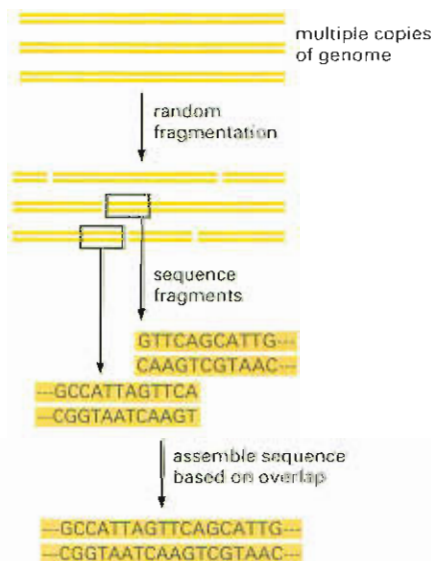 multiple copies
of genome
random
fragmentation
sequence
fragments
GTTCAGCATTG---
CAAGTCGTAAC---
---GCCATTAGTTCA
---CGGTAATCAAGT
assemble sequence
based on overlap
---GCCATTAGTTCAGCATTG---
---CGGTAATCAAGTCGTAAC---